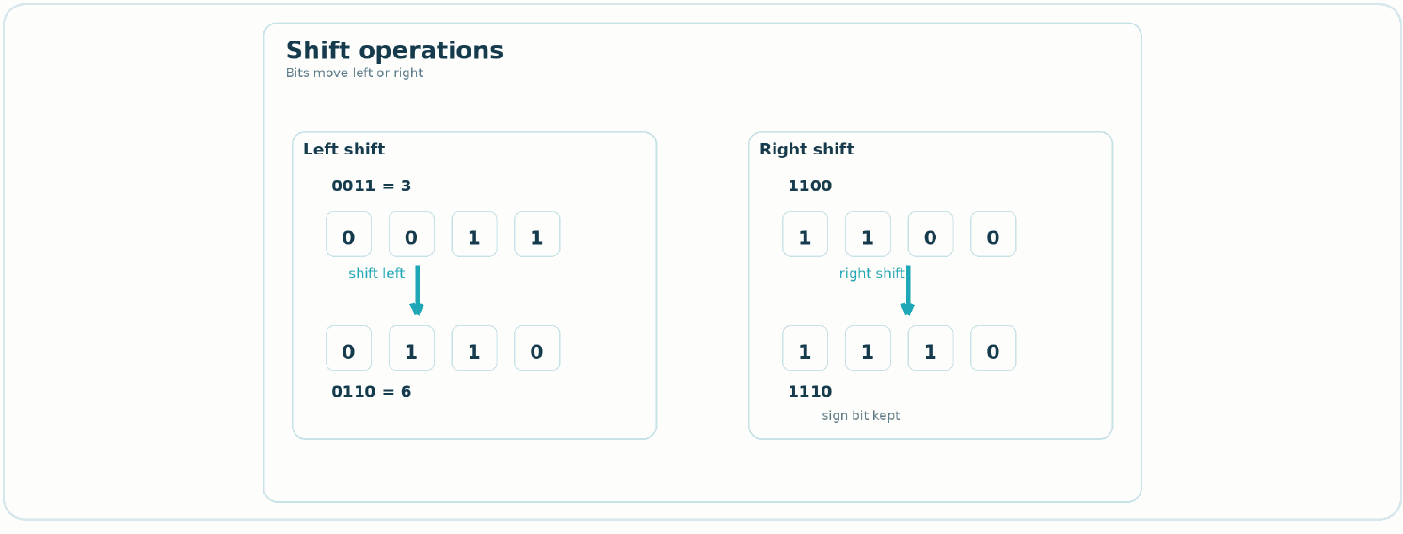 Shift operations
Bits move left or right
Left shift
0011 = 3
0 0 1 1
shift left
0 1 1 0
0110 = 6
Right shift
1100
1 1 0 0
right shift
1 1 1 0
1110
sign bit kept